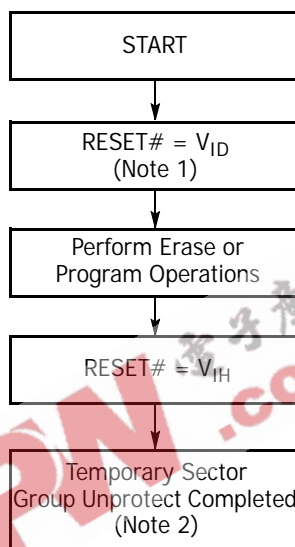 START
RESET# = VID
(Note 1)
Perform Erase or
Program Operations
RESET# = VIH
Temporary Sector
Group Unprotect Completed
(Note 2)
.co